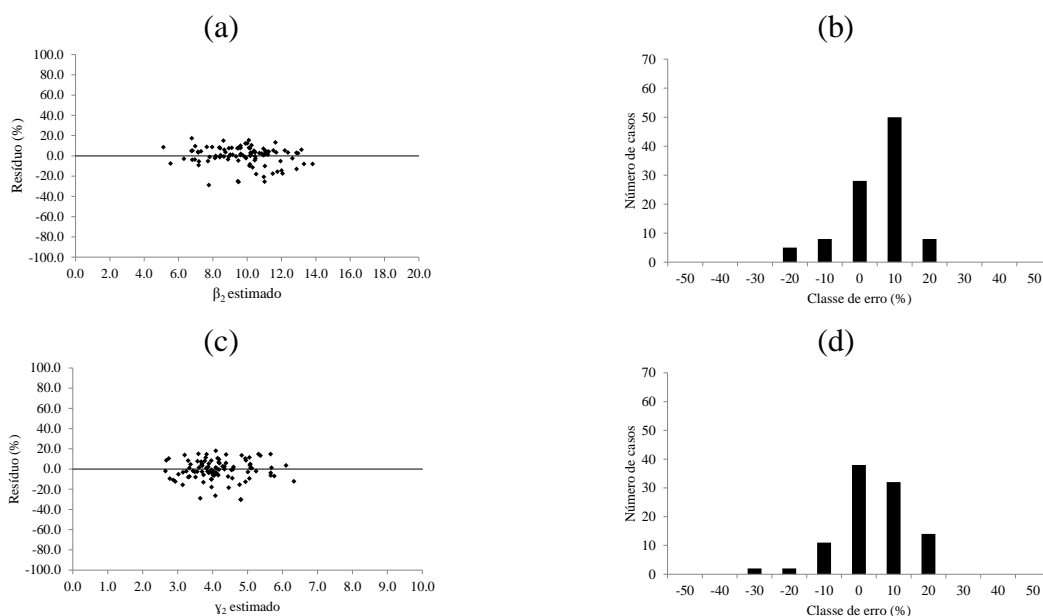 (a)
100.0
80.0
60.0
40.0
20.0
0.0
-20.0
-40.0
-60.0
-80.0
-100.0
Resíduo (%)
0.0 2.0 4.0 6.0 8.0 10.0 12.0 14.0 16.0 18.0 20.0
β₂ estimado
(b)
70
60
50
40
30
20
10
0
Número de casos
-50 -40 -30 -20 -10 0 10 20 30 40 50
Classe de erro (%)
(c)
100.0
80.0
60.0
40.0
20.0
0.0
-20.0
-40.0
-60.0
-80.0
-100.0
Resíduo (%)
0.0 1.0 2.0 3.0 4.0 5.0 6.0 7.0 8.0 9.0 10.0
γ₂ estimado
(d)
70
60
50
40
30
20
10
0
Número de casos
-50 -40 -30 -20 -10 0 10 20 30 40 50
Classe de erro (%)